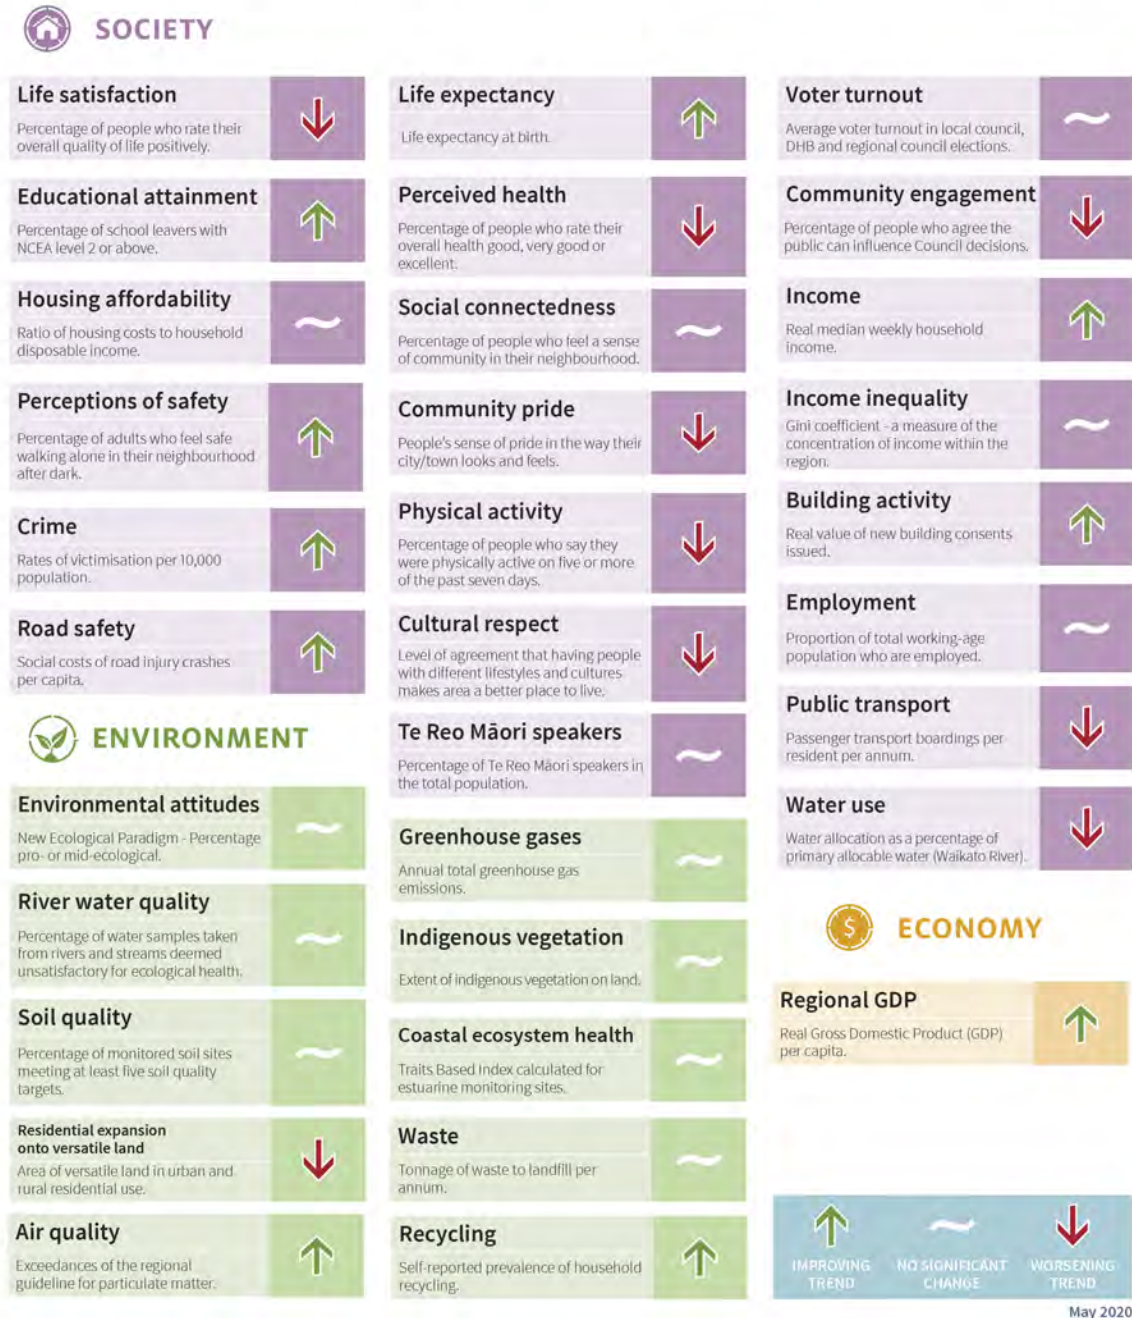 SOCIETY
Life satisfaction
Percentage of people who rate their
overall quality of life positively.
Educational attainment
Percentage of school leavers with
NCEA level 2 or above.
Housing affordability
Ratio of housing costs to household
disposable income.
Perceptions of safety
Percentage of adults who feel safe
walking alone in their neighbourhood
after dark.
Crime
Rates of victimisation per 10,000
population.
Road safety
Social costs of road injury crashes
per capita.
Life expectancy
Life expectancy at birth.
Perceived health
Percentage of people who rate their
overall health good, very good or
excellent.
Social connectedness
Percentage of people who feel a sense
of community in their neighbourhood.
Community pride
People's sense of pride in the way their
city/town looks and feels.
Physical activity
Percentage of people who say they
were physically active on five or more
of the past seven days.
Cultural respect
Level of agreement that having people
with different lifestyles and cultures
makes area a better place to live.
Te Reo Māori speakers
Percentage of Te Reo Māori speakers in
the total population.
Voter turnout
Average voter turnout in local council,
DHB and regional council elections.
Community engagement
Percentage of people who agree the
public can influence Council decisions.
Income
Real median weekly household
income.
Income inequality
Gini coefficient - a measure of the
concentration of income within the
region.
Building activity
Real value of new building consents
issued.
Employment
Proportion of total working-age
population who are employed.
Public transport
Passenger transport boardings per
resident per annum.
Water use
Water allocation as a percentage of
primary allocable water (Waikato River).
ENVIRONMENT
Environmental attitudes
New Ecological Paradigm - Percentage
pro- or mid-ecological.
River water quality
Percentage of water samples taken
from rivers and streams deemed
unsatisfactory for ecological health.
Soil quality
Percentage of monitored soil sites
meeting at least five soil quality
targets.
Residential expansion
onto versatile land
Area of versatile land in urban and
rural residential use.
Air quality
Exceedances of the regional
guideline for particulate matter.
Greenhouse gases
Annual total greenhouse gas
emissions.
Indigenous vegetation
Extent of indigenous vegetation on land.
Coastal ecosystem health
Traits Based Index calculated for
estuarine monitoring sites.
Waste
Tonnage of waste to landfill per
annum.
Recycling
Self-reported prevalence of household
recycling.
$
ECONOMY
Regional GDP
Real Gross Domestic Product (GDP)
per capita.
IMPROVING
TREND
NO SIGNIFICANT
CHANGE
WORSENING
TREND
May 2020